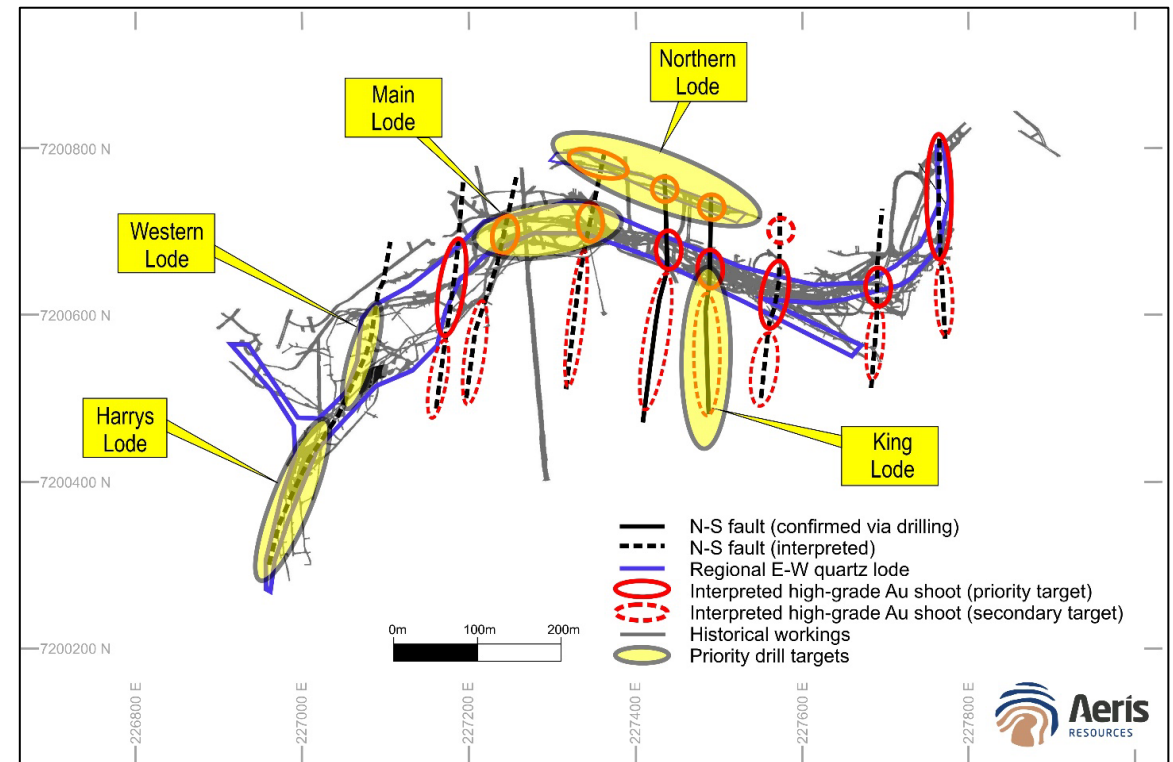 Northern
Lode
Main
Lode
7200800 N
Western
Lode
7200600 N
Harrys
Lode
King
Lode
7200400 N
N-S fault (confirmed via drilling)
N-S fault (interpreted)
Regional E-W quartz lode
Interpreted high-grade Au shoot (priority target)
Interpreted high-grade Au shoot (secondary target)
Historical workings
Priority drill targets
0m 100m 200m
7200200 N
226800 E
227000 E
227200 E
227400 E
227600 E
227800 E
Aeris
RESOURCES